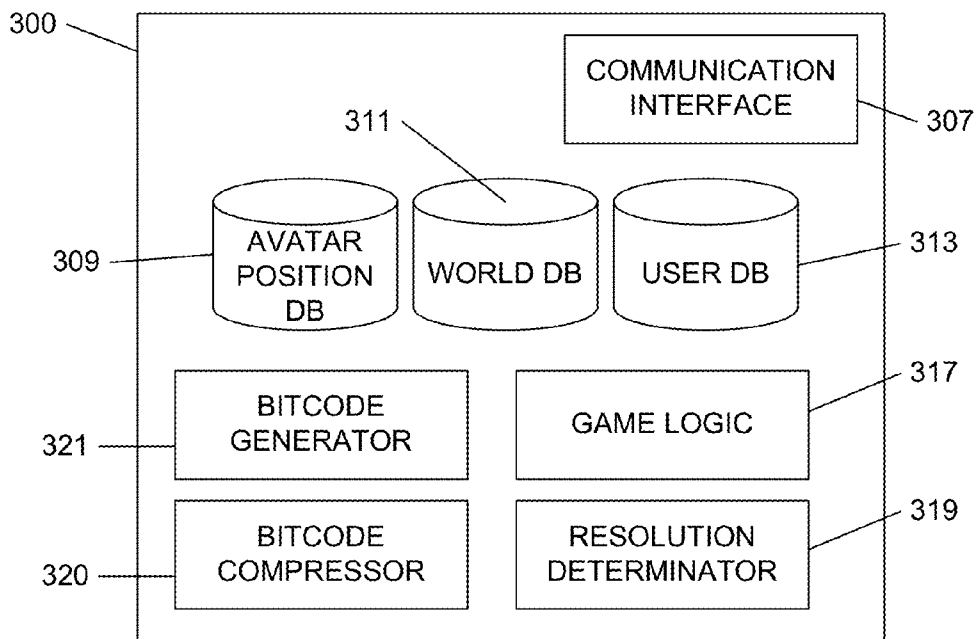 300
COMMUNICATION
INTERFACE
307
311
309
AVATAR
POSITION
DB
WORLD DB
USER DB
313
317
BITCODE
GENERATOR
GAME LOGIC
321
319
BITCODE
COMPRESSOR
RESOLUTION
DETERMINATOR
320